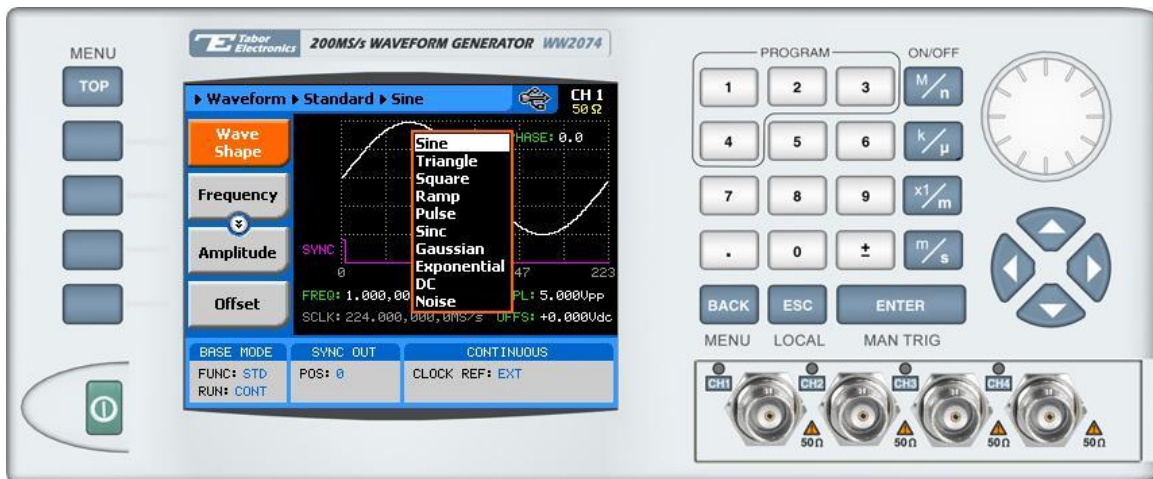 MENU
TOP
TE Tabor Electronics 200MS/s WAVEFORM GENERATOR WW2074
Waveform Standard Sine
CH 1
50 Ω
Wave Shape
Frequency
Amplitude
Offset
PHASE: 0.0
Sine
Triangle
Square
Ramp
Pulse
Sinc
Gaussian
Exponential
DC
Noise
SYNC
0
47
223
FREQ: 1.000,00
PL: 5.000Vpp
SCLK: 224.000,000,0MS/s OFFS: +0.000Vdc
BASE MODE
FUNC: STD
RUN: CONT
SYNC OUT
POS: 0
CONTINUOUS
CLOCK REF: EXT
PROGRAM
ON/OFF
1 2 3 M/n
4 5 6 k/µ
7 8 9 x1/m
. 0 ± m/s
BACK ESC ENTER
MENU LOCAL MAN TRIG
CH1 CH2 CH3 CH4
50Ω 50Ω 50Ω 50Ω